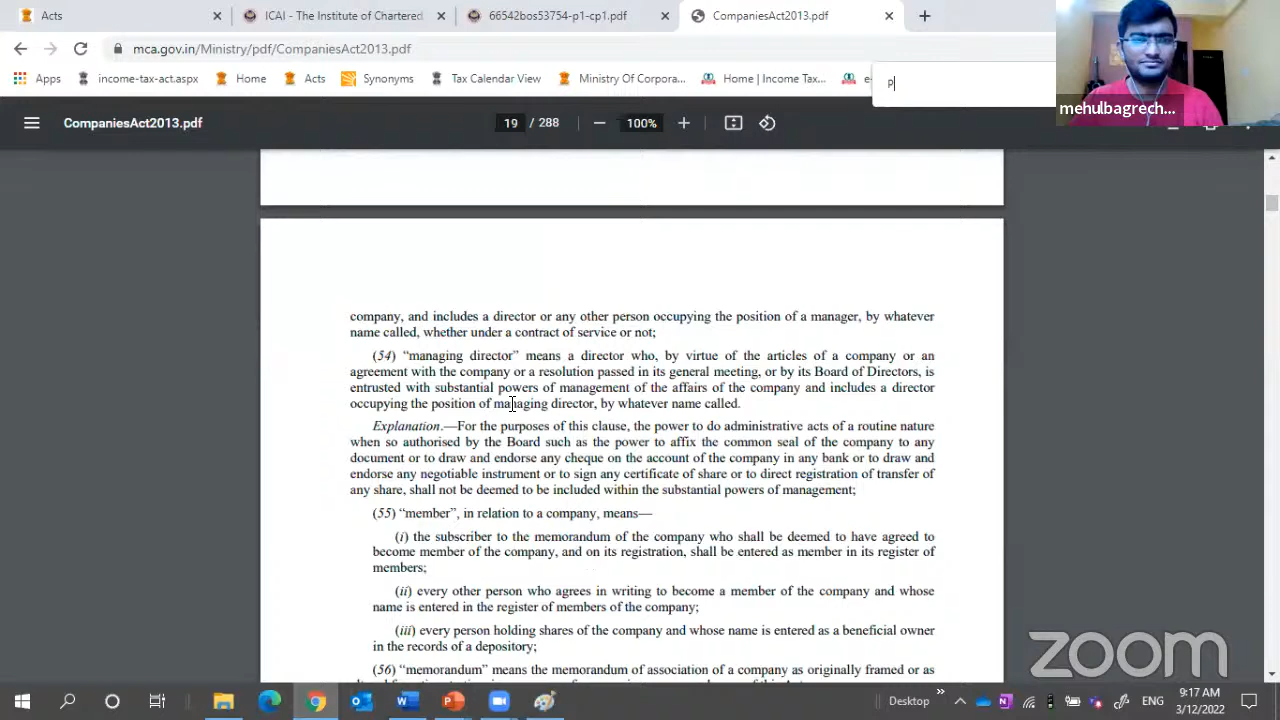 Acts
ICAI - The Institute of Chartered
66542bos53754-p1-cp1.pdf
CompaniesAct2013.pdf
mca.gov.in/Ministry/pdf/CompaniesAct2013.pdf
Apps
income-tax-act.aspx
Home
Acts
Synonyms
Tax Calendar View
Ministry Of Corpora...
Home | Income Tax...
p
mehulbagrech...
CompaniesAct2013.pdf
19 / 288
100%
company, and includes a director or any other person occupying the position of a manager, by whatever
name called, whether under a contract of service or not;
(54) “managing director” means a director who, by virtue of the articles of a company or an
agreement with the company or a resolution passed in its general meeting, or by its Board of Directors, is
entrusted with substantial powers of management of the affairs of the company and includes a director
occupying the position of managing director, by whatever name called.
Explanation.—For the purposes of this clause, the power to do administrative acts of a routine nature
when so authorised by the Board such as the power to affix the common seal of the company to any
document or to draw and endorse any cheque on the account of the company in any bank or to draw and
endorse any negotiable instrument or to sign any certificate of share or to direct registration of transfer of
any share, shall not be deemed to be included within the substantial powers of management;
(55) “member”, in relation to a company, means—
(i) the subscriber to the memorandum of the company who shall be deemed to have agreed to
become member of the company, and on its registration, shall be entered as member in its register of
members;
(ii) every other person who agrees in writing to become a member of the company and whose
name is entered in the register of members of the company;
(iii) every person holding shares of the company and whose name is entered as a beneficial owner
in the records of a depository;
(56) “memorandum” means the memorandum of association of a company as originally framed or as
zoom
Desktop
ENG
9:17 AM
3/12/2022